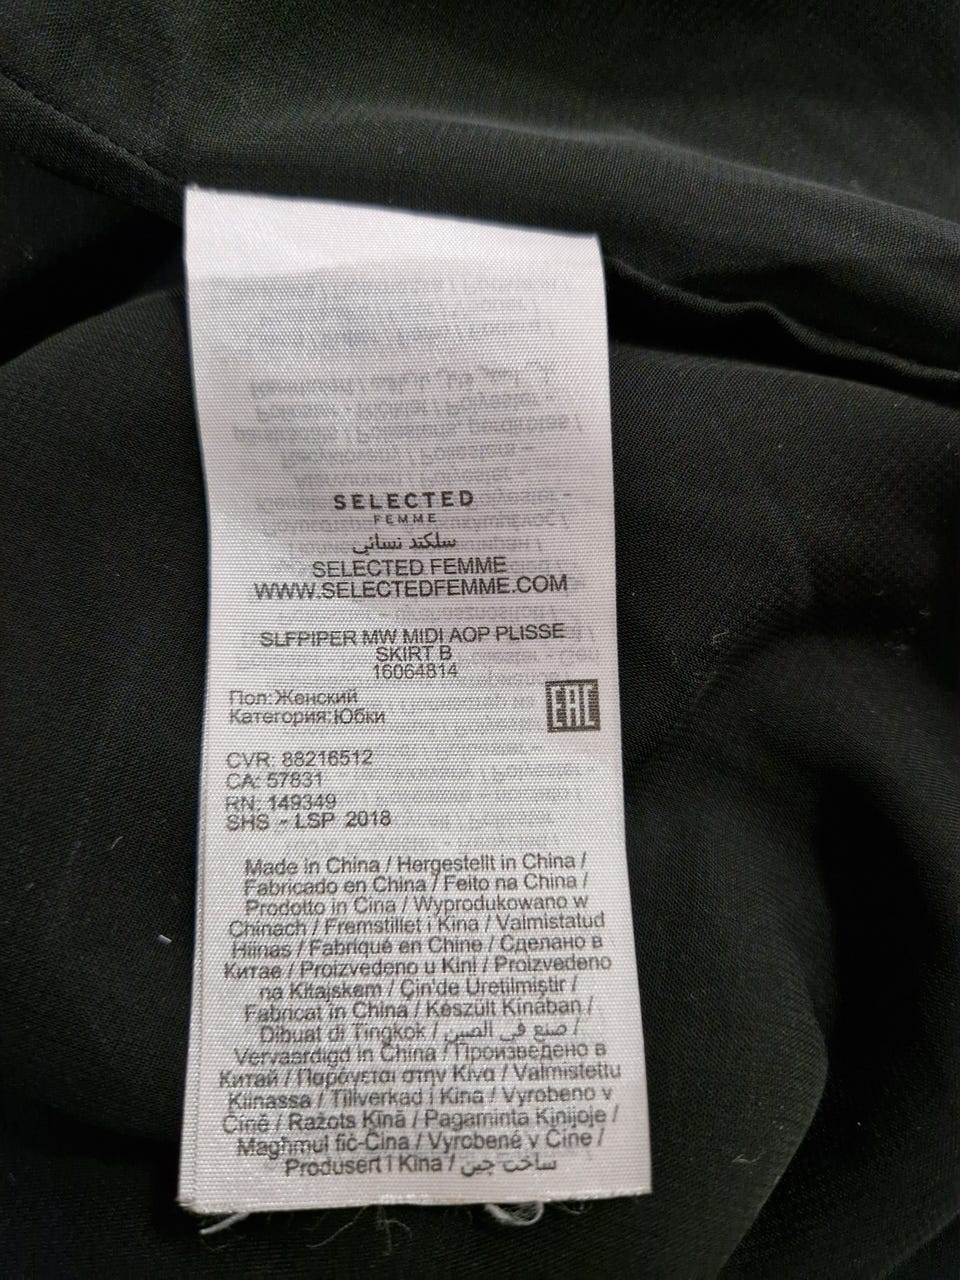 SELECTED
FEMME
سلكتد نسائي
SELECTED FEMME
WWW.SELECTEDFEMME.COM
SLFPIPER MW MIDI AOP PLISSE
SKIRT B
16064814
Пол:Женский
Категория:Юбки
EAC
CVR: 88216512
CA: 57831
RN: 149349
SHS - LSP 2018
Made in China / Hergestellt in China /
Fabricado en China / Feito na China /
Prodotto in Cina / Wyprodukowano w
Chinach / Fremstillet i Kina / Valmistatud
Hiinas / Fabriqué en Chine / Сделано в
Китае / Proizvedeno u Kini / Proizvedeno
na Kitajskem / Çin'de Uretilmiştir /
Fabricat in China / Készült Kínában /
Dibuat di Tingkok / صنع في الصين /
Vervaardigd in China / Произведено в
Китай / Παράγεται στην Κίνα / Valmistettu
Kiinassa / Tillverkad i Kina / Vyrobeno v
Číně / Ražots Ķīnā / Pagaminta Kinijoje /
Magħmul fiċ-Ċina / Vyrobené v Číne /
Produsert i Kina / ساخت چین